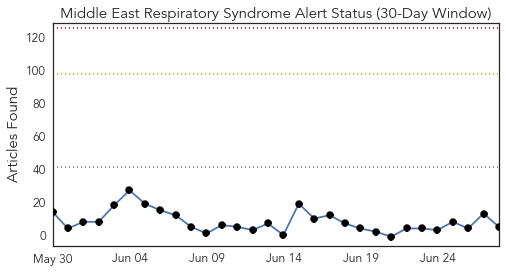 Middle East Respiratory Syndrome Alert Status (30-Day Window)
Articles Found
120
100
80
60
40
20
0
May 30 Jun 04 Jun 09 Jun 14 Jun 19 Jun 24